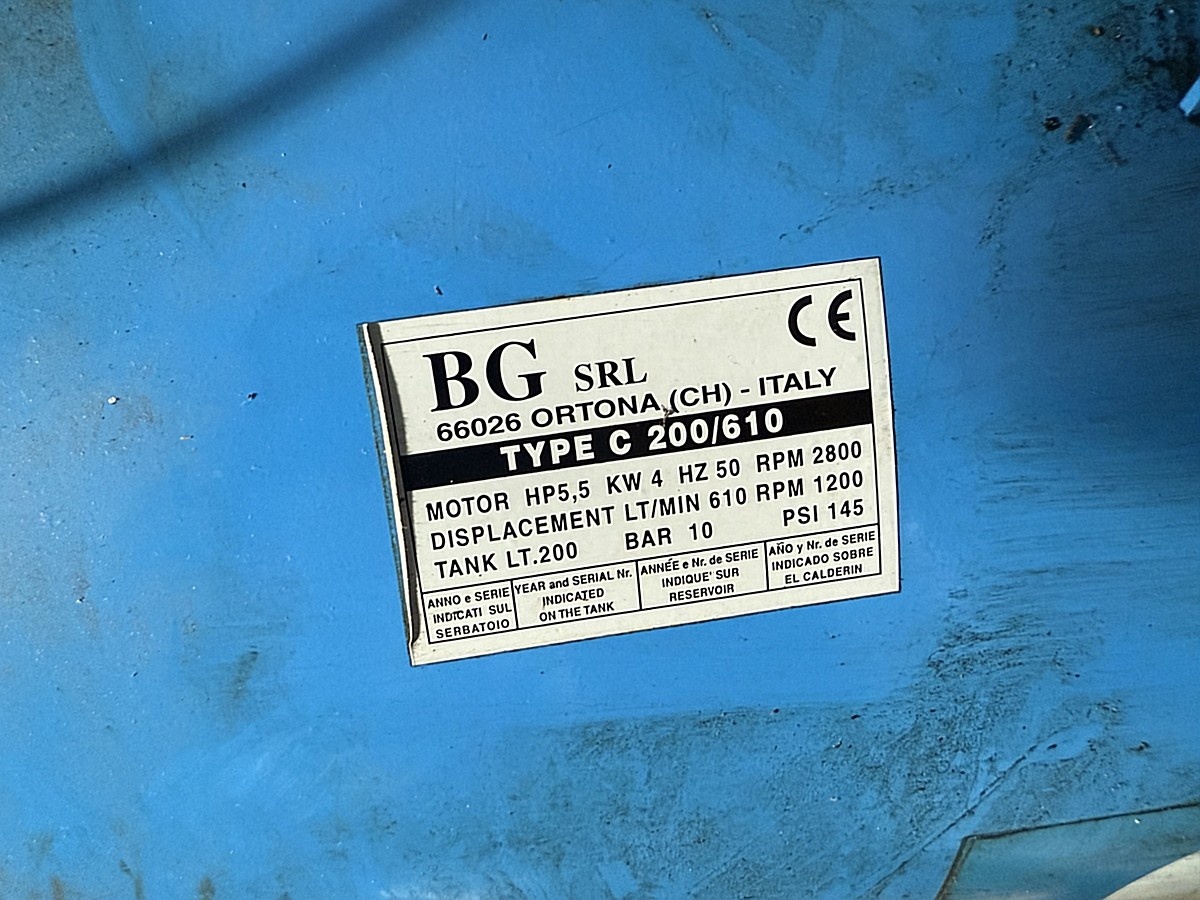 CE
BG SRL
66026 ORTONA (CH) - ITALY
TYPE C 200/610
MOTOR HP5,5 KW 4 HZ 50 RPM 2800
DISPLACEMENT LT/MIN 610 RPM 1200
TANK LT.200 BAR 10 PSI 145
ANNO e SERIE
INDICATI SUL
SERBATOIO
YEAR and SERIAL Nr.
INDICATED
ON THE TANK
ANNÉE e Nr. de SERIE
INDIQUE' SUR
RESERVOIR
AÑO y Nr. de SERIE
INDICADO SOBRE
EL CALDERIN